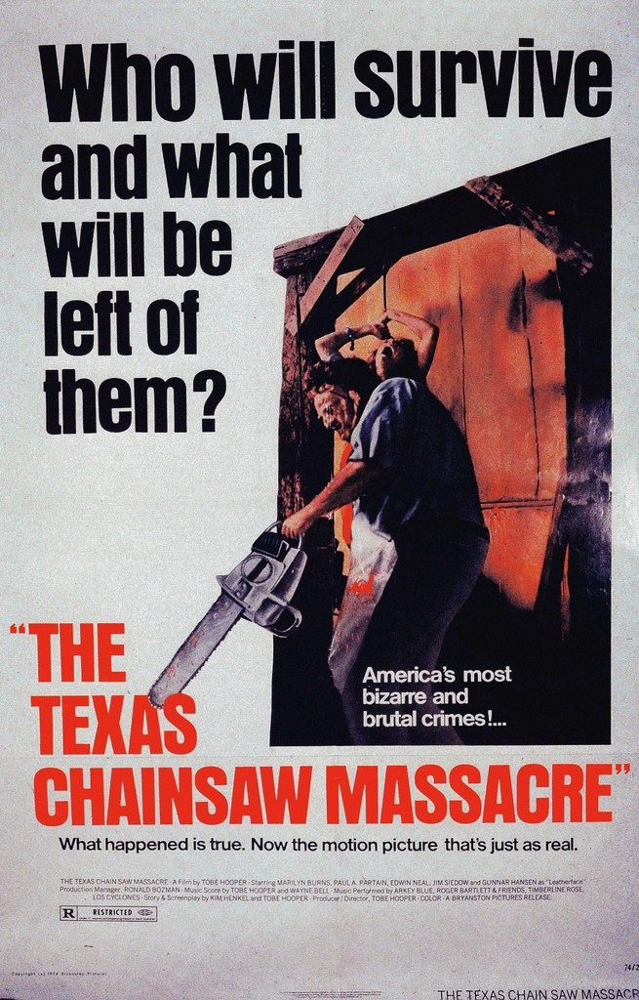 Who will survive
and what
will be
left of
them?
America's most
bizarre and
brutal crimes!...
"THE
TEXAS
CHAINSAW MASSACRE"
What happened is true. Now the motion picture that's just as real.
THE TEXAS CHAIN SAW MASSACRE · A Film by TOBE HOOPER · Starring MARILYN BURNS, PAUL A. PARTAIN, EDWIN NEAL, JIM SIEDOW and GUNNAR HANSEN as "Leatherface"
Production Manager, RONALD BOZMAN · Music Score by TOBE HOOPER and WAYNE BELL · Music Performed by ARKEY BLUE, ROGER BARTLETT & FRIENDS, TIMBERLINE ROSE,
LOS CYCLONES · Story & Screenplay by KIM HENKEL and TOBE HOOPER · Producer/Director, TOBE HOOPER · COLOR · A BRYANSTON PICTURES RELEASE
R RESTRICTED
Copyright (c) 1974 Bryanston Pictures
74/2
THE TEXAS CHAIN SAW MASSACR